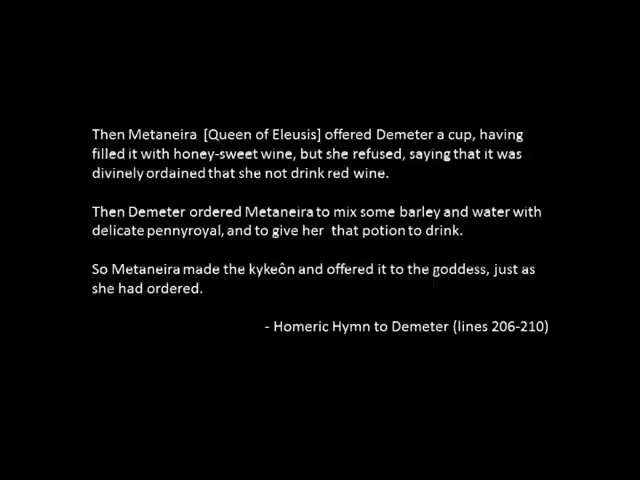 Then Metaneira [Queen of Eleusis] offered Demeter a cup, having
filled it with honey-sweet wine, but she refused, saying that it was
divinely ordained that she not drink red wine.
Then Demeter ordered Metaneira to mix some barley and water with
delicate pennyroyal, and to give her that potion to drink.
So Metaneira made the kykeôn and offered it to the goddess, just as
she had ordered.
- Homeric Hymn to Demeter (lines 206-210)